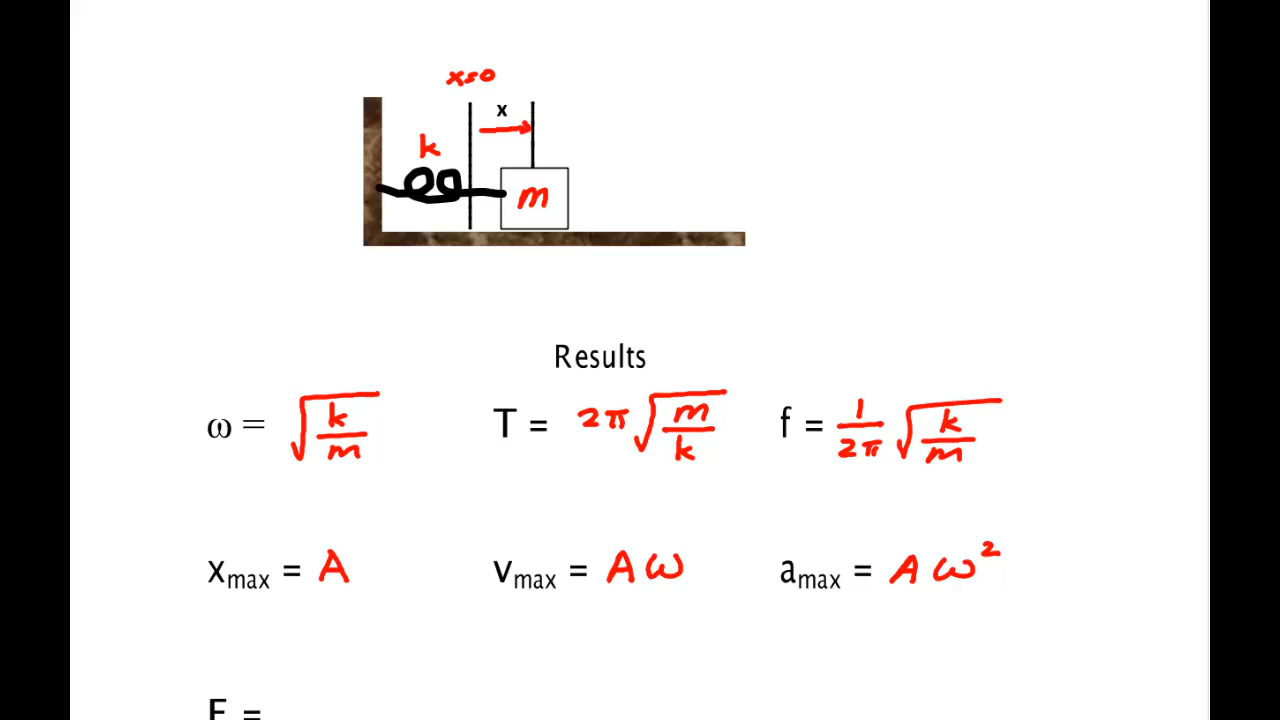 x=0
x
k
m
Results
ω = √(k/m)
T = 2π √(m/k)
f = 1/2π √(k/m)
xmax = A
vmax = Aω
amax = Aω²
E =